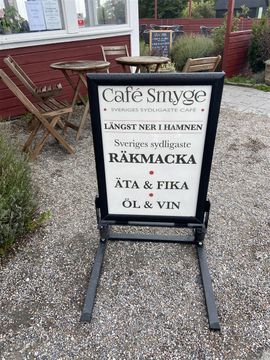 Café Smyge
SVERIGES SYDLIGASTE CAFÉ
LÄNGST NER I HAMNEN
Sveriges sydligaste
RÄKMACKA
ÄTA & FIKA
ÖL & VIN